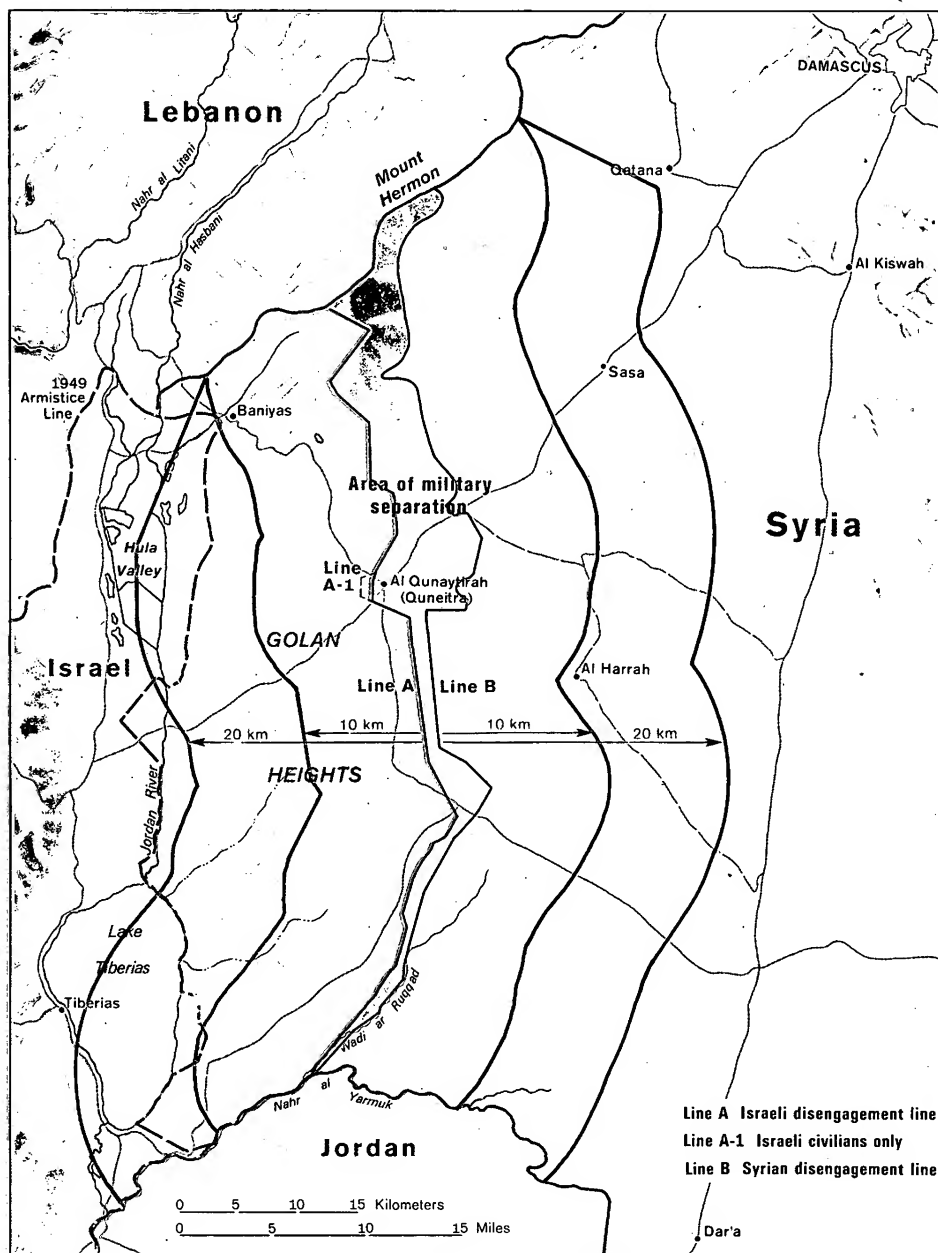 DAMASCUS
Lebanon
Nahr al Litani
Nahr al Hasbani
Mount
Hermon
Qatana
Al Kiswah
1949
Armistice
Line
Baniyas
Sasa
Area of military
separation
Syria
Hula
Valley
Line
A-1
Al Qunaytirah
(Quneitra)
GOLAN
Israel
Line A
Line B
Al Harrah
20 km
10 km
10 km
20 km
HEIGHTS
Jordan River
Lake
Tiberias
Tiberias
Wadi ar Ruqqad
Nahr al Yarmuk
Jordan
Line A Israeli disengagement line
Line A-1 Israeli civilians only
Line B Syrian disengagement line
0 5 10 15 Kilometers
0 5 10 15 Miles
Dar'a